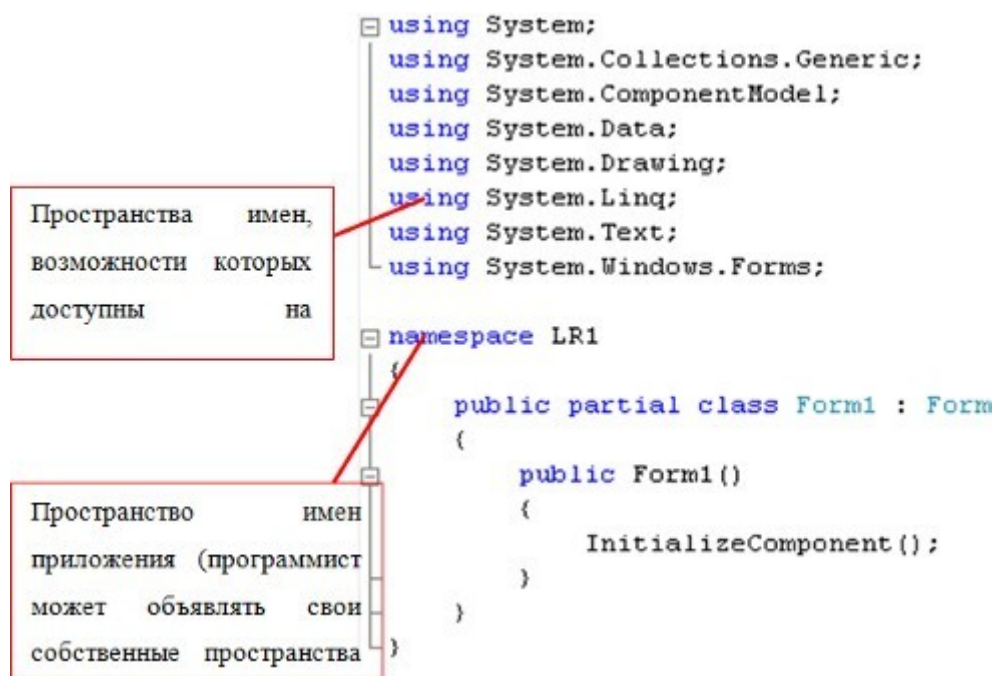 using System;
using System.Collections.Generic;
using System.ComponentModel;
using System.Data;
using System.Drawing;
using System.Linq;
using System.Text;
using System.Windows.Forms;
Пространства имен,
возможности которых
доступны на
namespace LR1
{
public partial class Form1 : Form
{
public Form1()
{
InitializeComponent();
}
}
}
Пространство имен
приложения (программист
может объявлять свои
собственные пространства